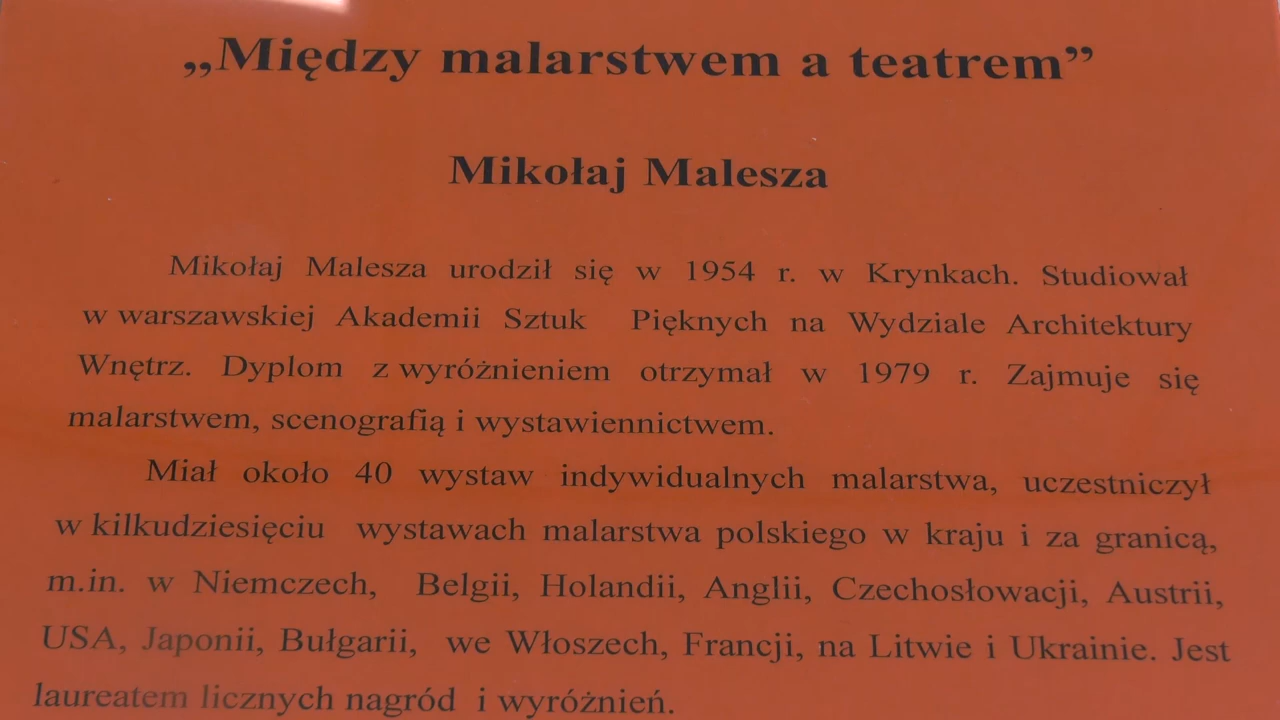 „Między malarstwem a teatrem”
Mikołaj Malesza
Mikołaj Malesza urodził się w 1954 r. w Krynkach. Studiował
w warszawskiej Akademii Sztuk Pięknych na Wydziale Architektury
Wnętrz. Dyplom z wyróżnieniem otrzymał w 1979 r. Zajmuje się
malarstwem, scenografią i wystawiennictwem.
Miał około 40 wystaw indywidualnych malarstwa, uczestniczył
w kilkudziesięciu wystawach malarstwa polskiego w kraju i za granicą,
m.in. w Niemczech, Belgii, Holandii, Anglii, Czechosłowacji, Austrii,
USA, Japonii, Bułgarii, we Włoszech, Francji, na Litwie i Ukrainie. Jest
laureatem licznych nagród i wyróżnień.